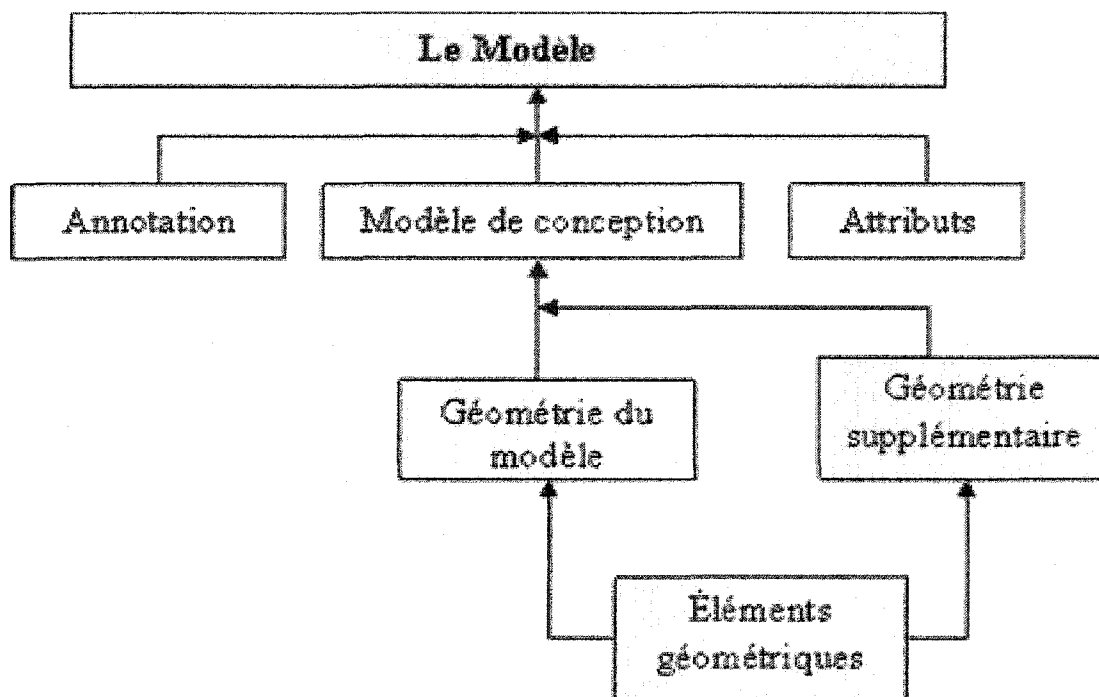 Le Modèle
Annotation
Modèle de conception
Attributs
Géométrie du
modèle
Géométrie
supplémentaire
Éléments
géométriques